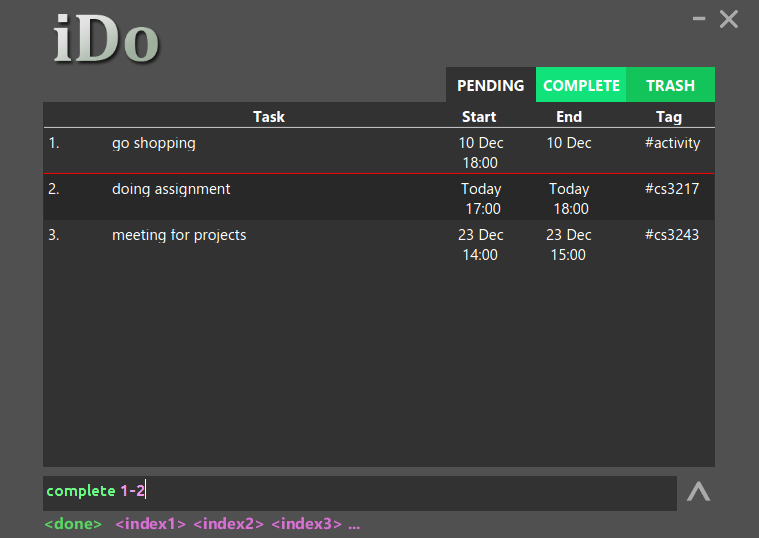 iDo
PENDING COMPLETE TRASH
Task Start End Tag
1. go shopping 10 Dec 10 Dec #activity
18:00
2. doing assignment Today Today #cs3217
17:00 18:00
3. meeting for projects 23 Dec 23 Dec #cs3243
14:00 15:00
complete 1-2
<done> <index1> <index2> <index3> ...